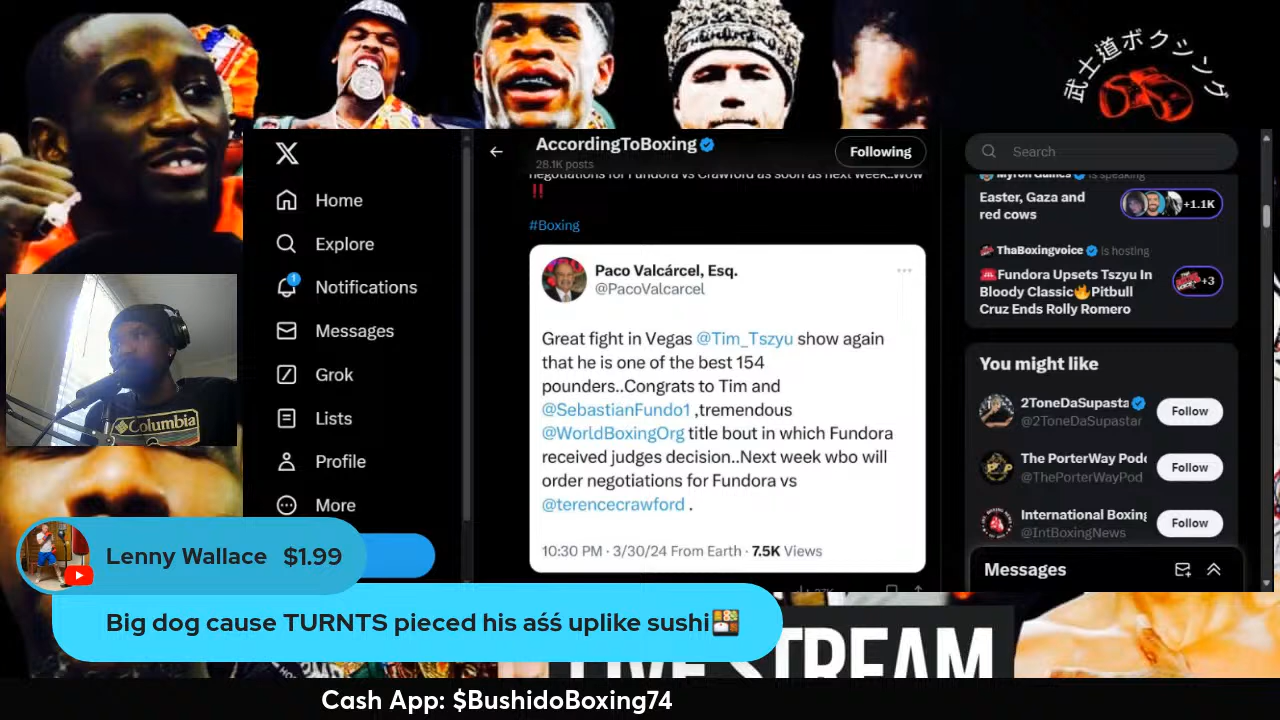 武士道ボクシング
AccordingToBoxing
28.1K posts
Following
Search
negotiations for Fundora vs Crawford as soon as next week..Wow
‼️
#Boxing
Home
Explore
1
Notifications
Messages
Grok
Lists
Profile
More
Paco Valcárcel, Esq.
@PacoValcarcel
Great fight in Vegas @Tim_Tszyu show again
that he is one of the best 154
pounders..Congrats to Tim and
@SebastianFundo1 ,tremendous
@WorldBoxingOrg title bout in which Fundora
received judges decision..Next week wbo will
order negotiations for Fundora vs
@terencecrawford .
10:30 PM · 3/30/24 From Earth · 7.5K Views
Myron Gaines is speaking
Easter, Gaza and
red cows
+1.1K
ThaBoxingvoice is hosting
Fundora Upsets Tszyu In
Bloody Classic🔥Pitbull
Cruz Ends Rolly Romero
+3
You might like
2ToneDaSupasta
@2ToneDaSupastar
Follow
The PorterWay Pod
@ThePorterWayPod
Follow
International Boxing
@IntBoxingNews
Follow
Messages
Columbia
Lenny Wallace $1.99
Big dog cause TURNTS pieced his aśś uplike sushi🍱
LIVE STREAM
Cash App: $BushidoBoxing74